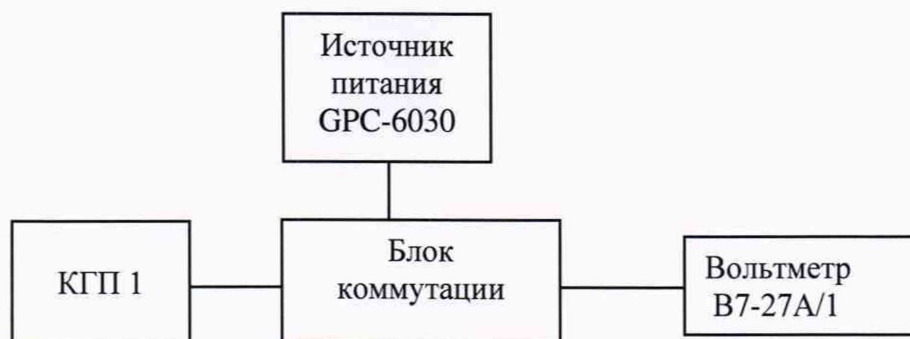 Источник
питания
GPC-6030
КГП 1
Блок
коммутации
Вольтметр
В7-27А/1